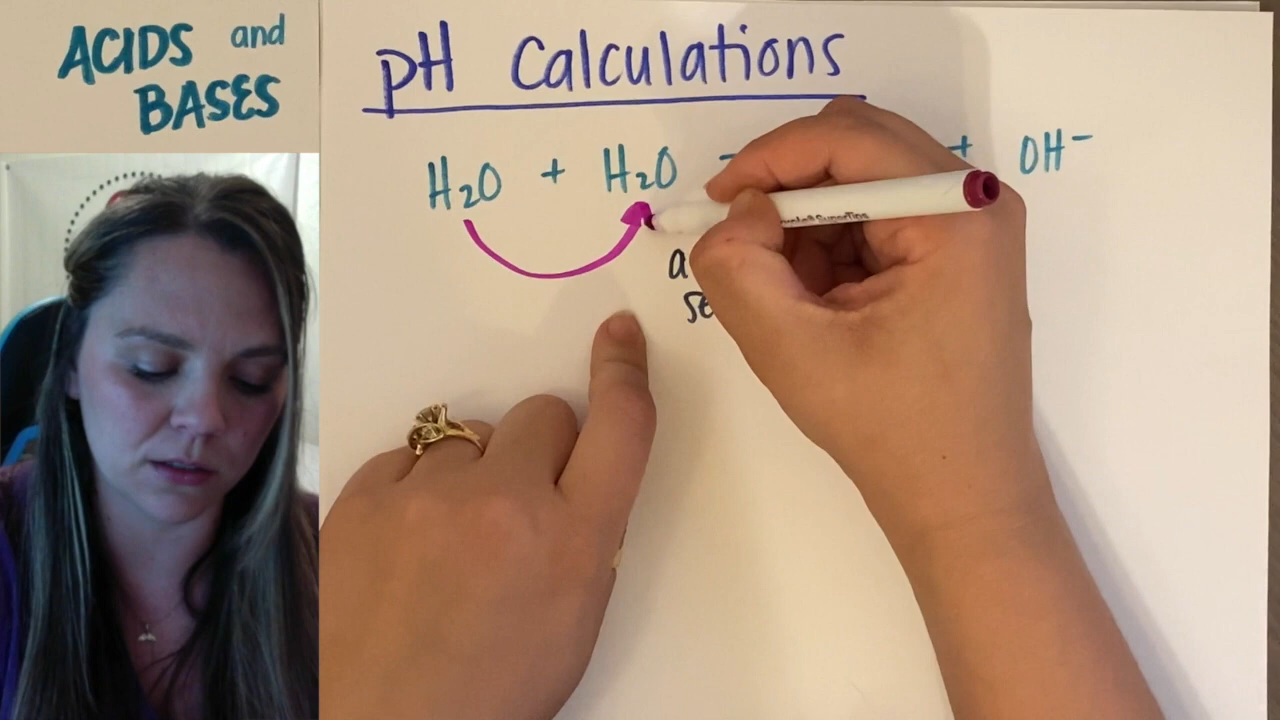 ACIDS and
BASES
pH Calculations
H₂O + H₂O + OH⁻